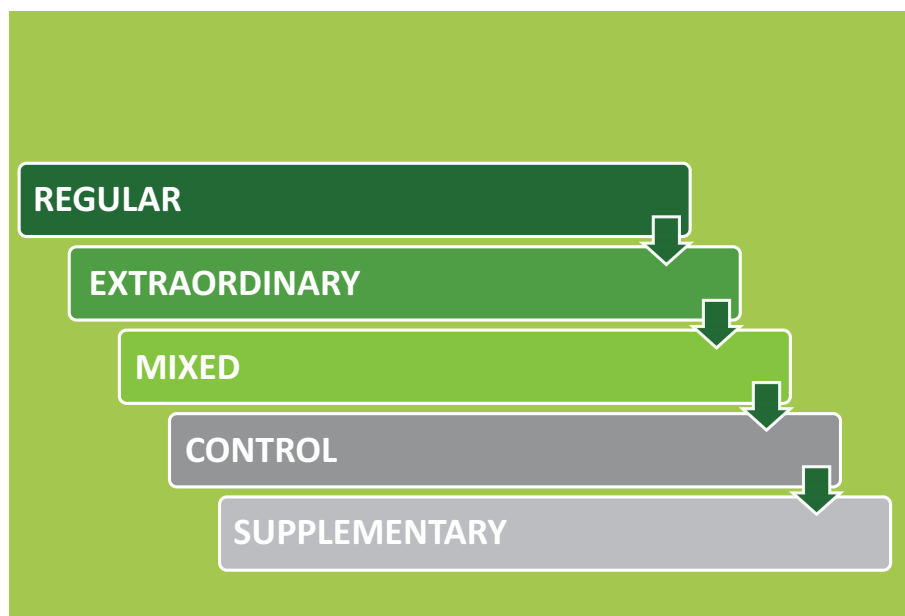 REGULAR
EXTRAORDINARY
MIXED
CONTROL
SUPPLEMENTARY